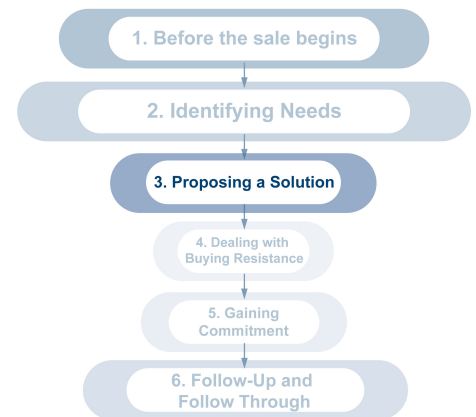 1. Before the sale begins
2. Identifying Needs
3. Proposing a Solution
4. Dealing with
Buying Resistance
5. Gaining
Commitment
6. Follow-Up and
Follow Through